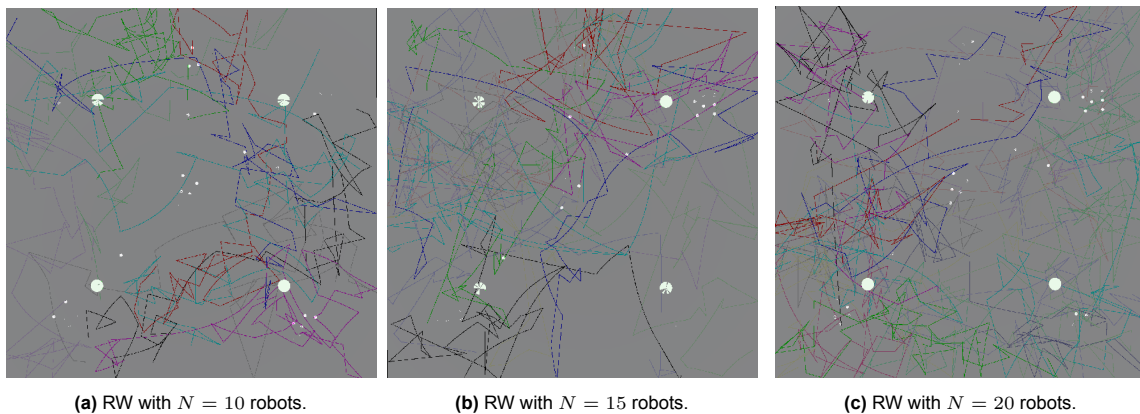 (a) RW with N = 10 robots.
(b) RW with N = 15 robots.
(c) RW with N = 20 robots.